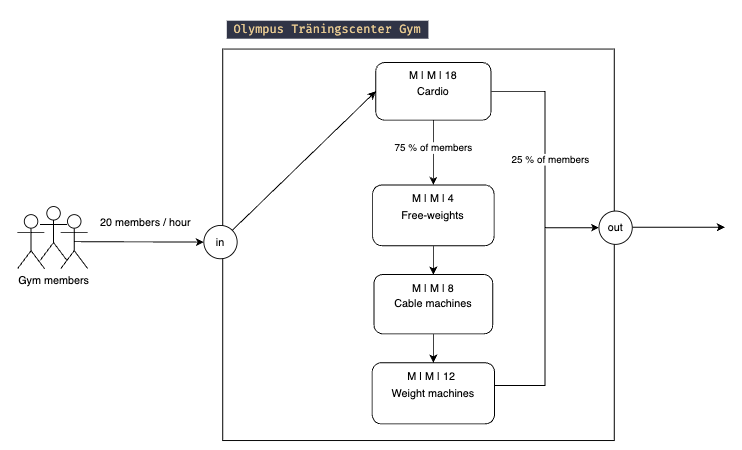 Olympus Träningscenter Gym
M | M | 18
Cardio
75 % of members
25 % of members
M | M | 4
Free-weights
20 members / hour
in
out
Gym members
M | M | 8
Cable machines
M | M | 12
Weight machines